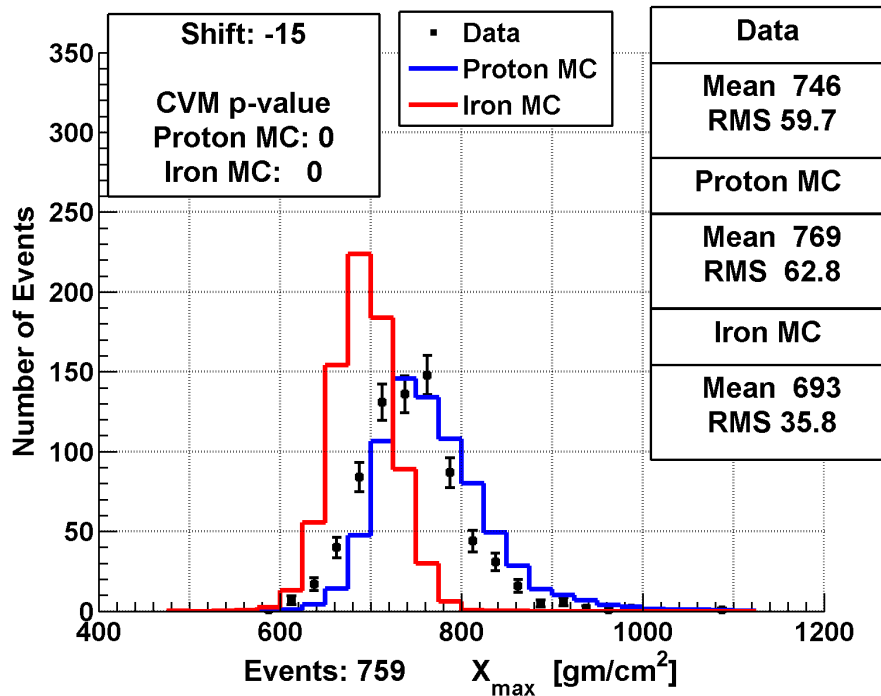 Shift: -15
CVM p-value
Proton MC: 0
Iron MC: 0
Data
Proton MC
Iron MC
Data
Mean 746
RMS 59.7
Proton MC
Mean 769
RMS 62.8
Iron MC
Mean 693
RMS 35.8
Number of Events
350
300
250
200
150
100
50
0
400
600
800
1000
1200
Events: 759
X_max [gm/cm²]